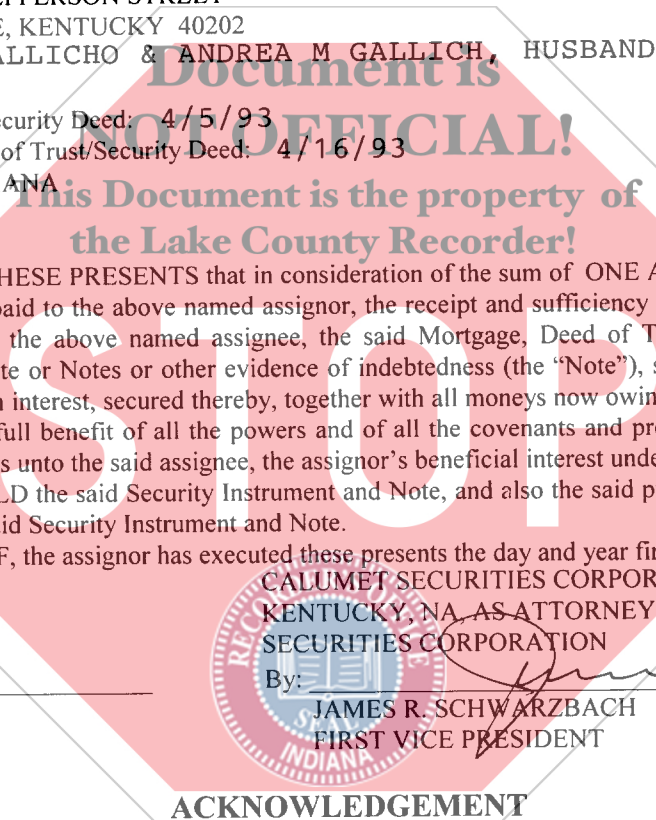 E, KENTUCKY 40202
ALLICHO & ANDREA M GALLICH, HUSBAND
Document is
ecurity Deed: 4/5/93
NOT OFFICIAL!
of Trust/Security Deed: 4/16/93
ANA
This Document is the property of
the Lake County Recorder!
HESE PRESENTS that in consideration of the sum of ONE A
paid to the above named assignor, the receipt and sufficiency
the above named assignee, the said Mortgage, Deed of T
te or Notes or other evidence of indebtedness (the “Note”), s
n interest, secured thereby, together with all moneys now owin
full benefit of all the powers and of all the covenants and pro
s unto the said assignee, the assignor’s beneficial interest unde
LD the said Security Instrument and Note, and also the said p
id Security Instrument and Note.
STOP
F, the assignor has executed these presents the day and year fir
CALUMET SECURITIES CORPOR
KENTUCKY, NA, AS ATTORNEY
SECURITIES CORPORATION
By:
JAMES R. SCHWARZBACH
FIRST VICE PRESIDENT
RECORDER'S OFFICE
SEAL
INDIANA
ACKNOWLEDGEMENT